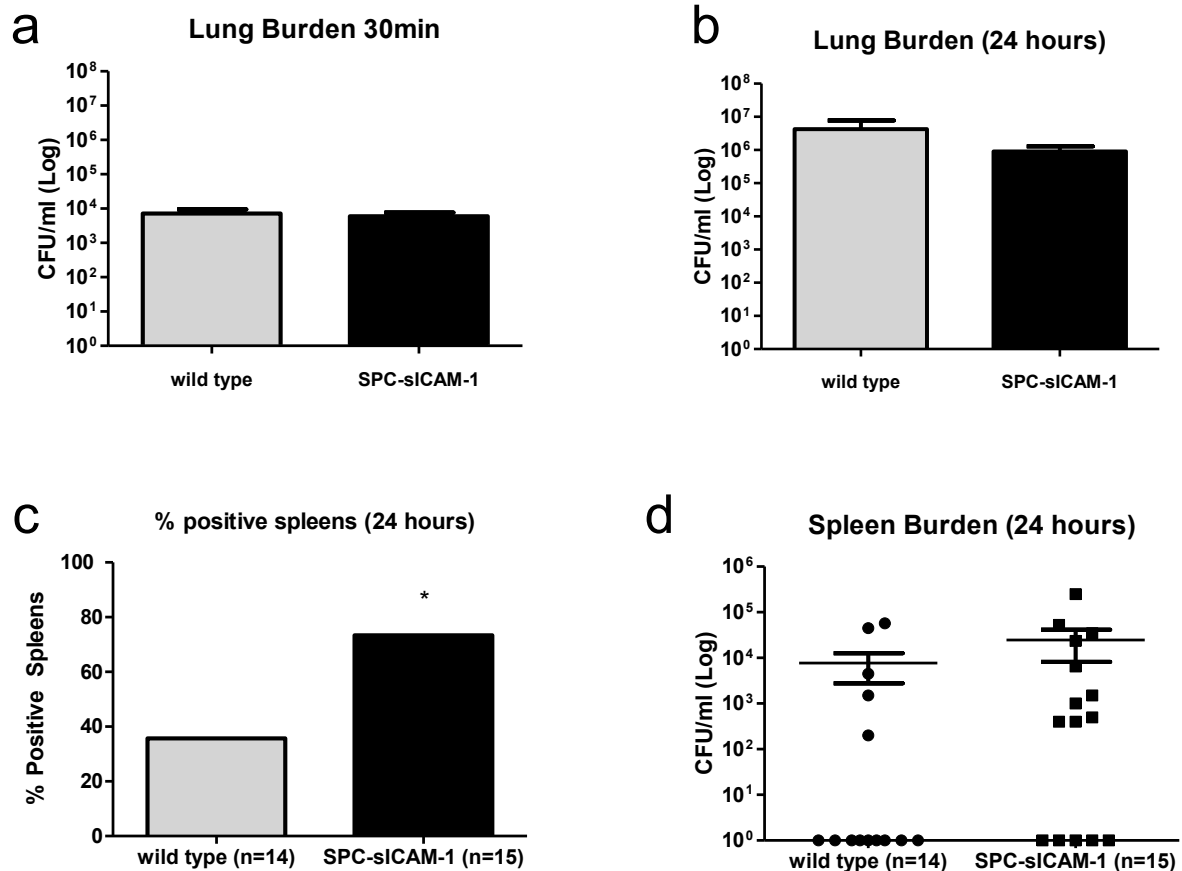 a
Lung Burden 30min
CFU/ml (Log)
10⁸
10⁷
10⁶
10⁵
10⁴
10³
10²
10¹
10⁰
wild type
SPC-sICAM-1
b
Lung Burden (24 hours)
CFU/ml (Log)
10⁸
10⁷
10⁶
10⁵
10⁴
10³
10²
10¹
10⁰
wild type
SPC-sICAM-1
c
% positive spleens (24 hours)
% Positive Spleens
100
80
60
40
20
0
*
wild type (n=14)
SPC-sICAM-1 (n=15)
d
Spleen Burden (24 hours)
CFU/ml (Log)
10⁶
10⁵
10⁴
10³
10²
10¹
10⁰
wild type (n=14)
SPC-sICAM-1 (n=15)